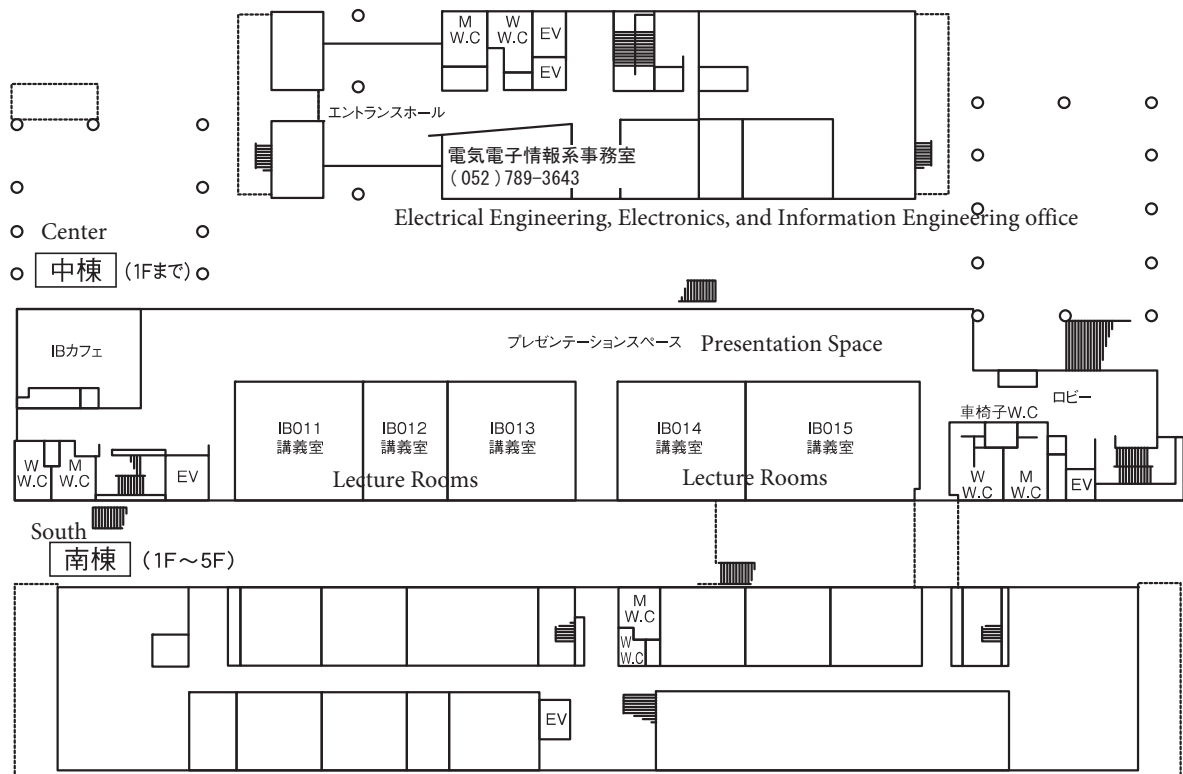 M
W.C
W
W.C
EV
EV
エントランスホール
電気電子情報系事務室
(052)789-3643
Electrical Engineering, Electronics, and Information Engineering office
Center
中棟 (1Fまで)
IBカフェ
プレゼンテーションスペース Presentation Space
ロビー
車椅子W.C
IB011
講義室
IB012
講義室
IB013
講義室
IB014
講義室
IB015
講義室
Lecture Rooms
Lecture Rooms
W
W.C
M
W.C
EV
W
W.C
M
W.C
EV
South
南棟 (1F～5F)
M
W.C
W
W.C
EV